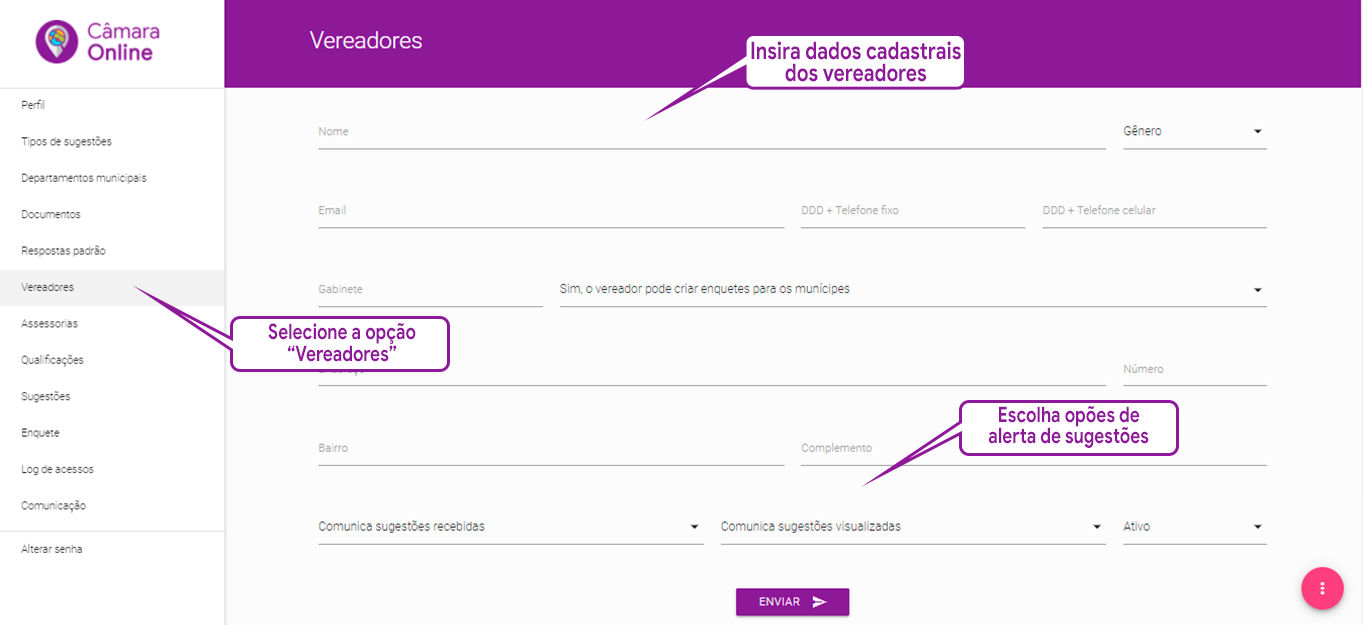 Câmara
Online
Vereadores
Insira dados cadastrais
dos vereadores
Perfil
Tipos de sugestões
Departamentos municipais
Documentos
Respostas padrão
Vereadores
Assessorias
Qualificações
Sugestões
Enquete
Log de acessos
Comunicação
Alterar senha
Nome
Gênero
Email
DDD + Telefone fixo
DDD + Telefone celular
Gabinete
Sim, o vereador pode criar enquetes para os munícipes
Selecione a opção
“Vereadores”
Número
Escolha opões de
alerta de sugestões
Bairro
Complemento
Comunica sugestões recebidas
Comunica sugestões visualizadas
Ativo
ENVIAR